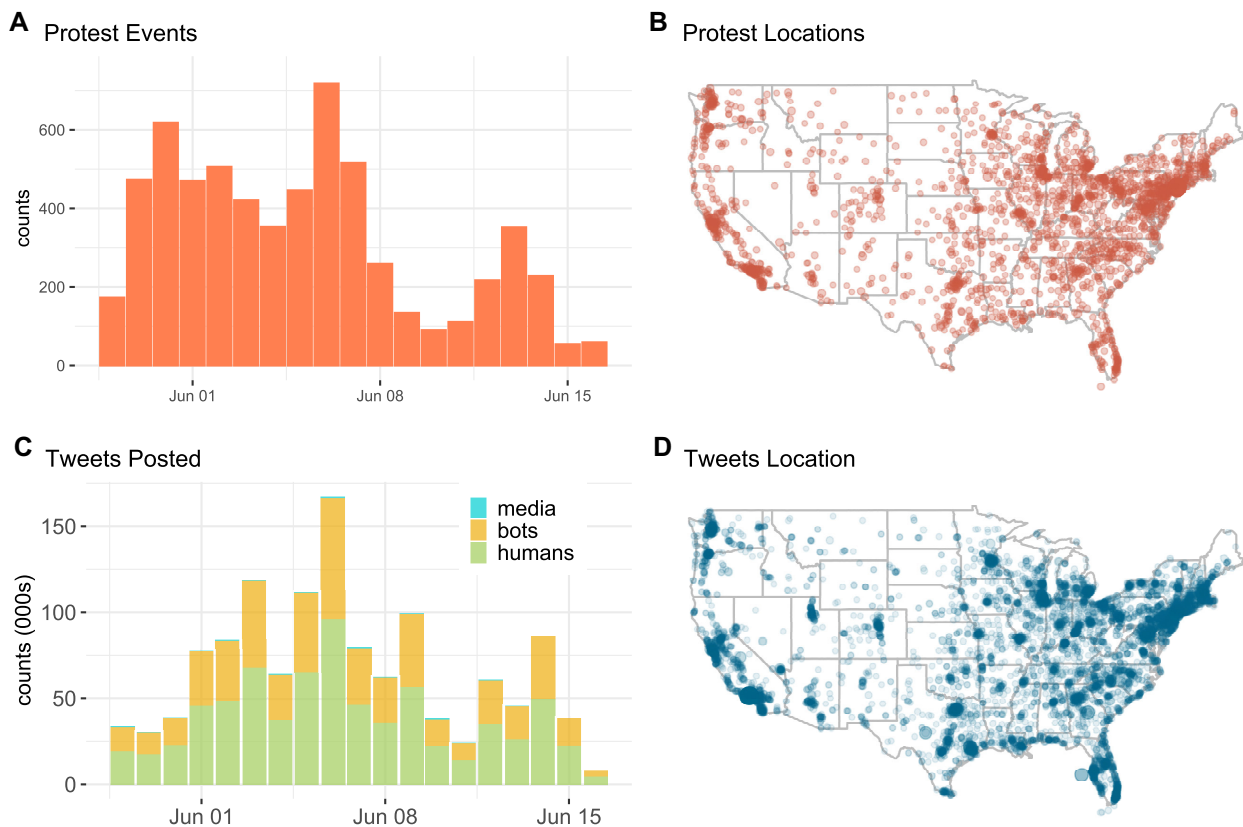 A Protest Events
counts
600
400
200
0
Jun 01 Jun 08 Jun 15
B Protest Locations
C Tweets Posted
counts (000s)
150
100
50
0
media
bots
humans
Jun 01 Jun 08 Jun 15
D Tweets Location